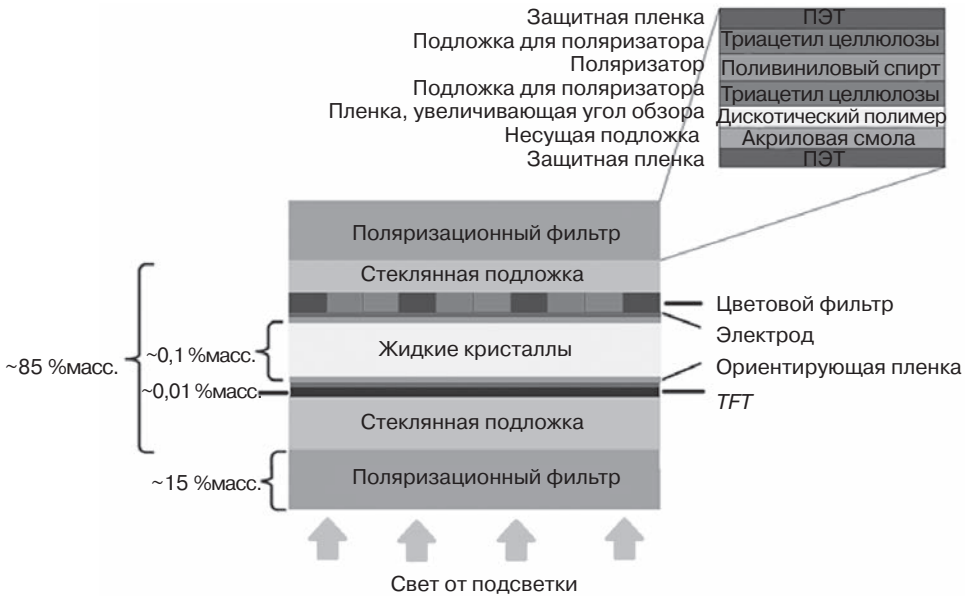 Защитная пленка ПЭТ
Подложка для поляризатора Триацетил целлюлозы
Поляризатор Поливиниловый спирт
Подложка для поляризатора Триацетил целлюлозы
Пленка, увеличивающая угол обзора Дискотический полимер
Несущая подложка Акриловая смола
Защитная пленка ПЭТ
Поляризационный фильтр
Стеклянная подложка
Цветовой фильтр
Электрод
~0,1 %масс. Жидкие кристаллы
~85 %масс.
Ориентирующая пленка
~0,01 %масс.
TFT
Стеклянная подложка
~15 %масс. Поляризационный фильтр
Свет от подсветки